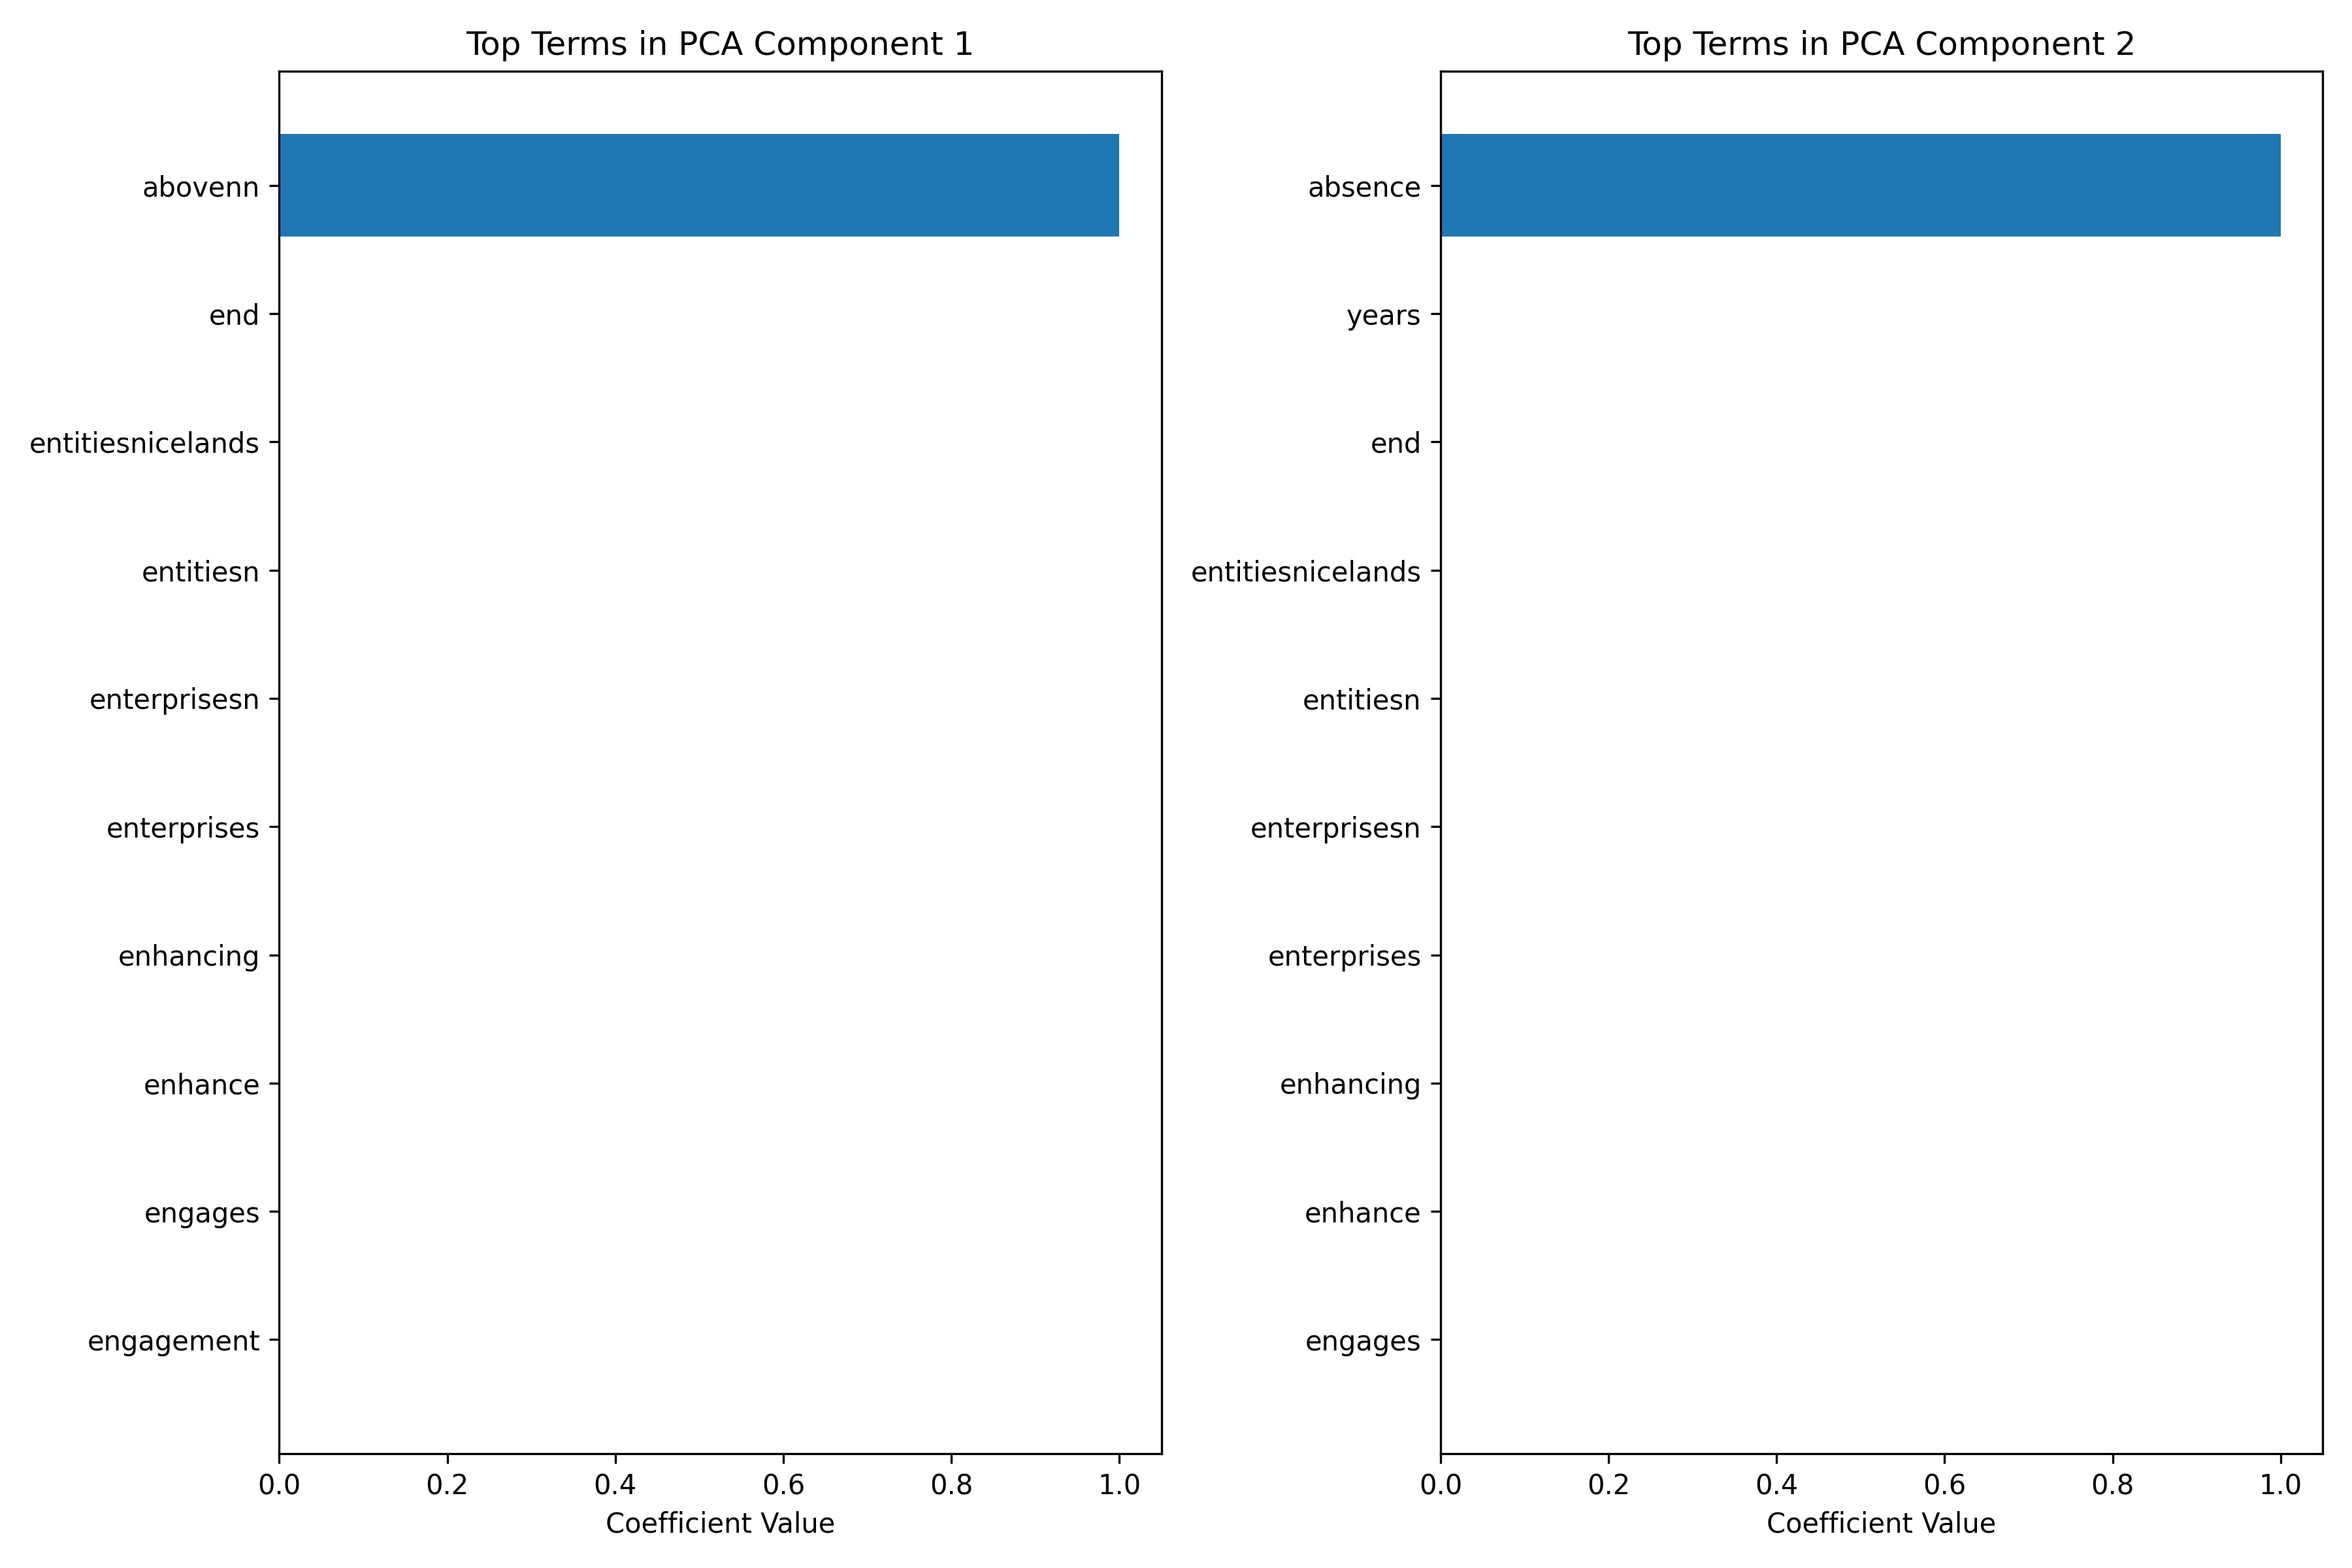 Top Terms in PCA Component 1
abovenn
end
entitiesnicelands
entitiesn
enterprisesn
enterprises
enhancing
enhance
engages
engagement
0.0 0.2 0.4 0.6 0.8 1.0
Coefficient Value
Top Terms in PCA Component 2
absence
years
end
entitiesnicelands
entitiesn
enterprisesn
enterprises
enhancing
enhance
engages
0.0 0.2 0.4 0.6 0.8 1.0
Coefficient Value